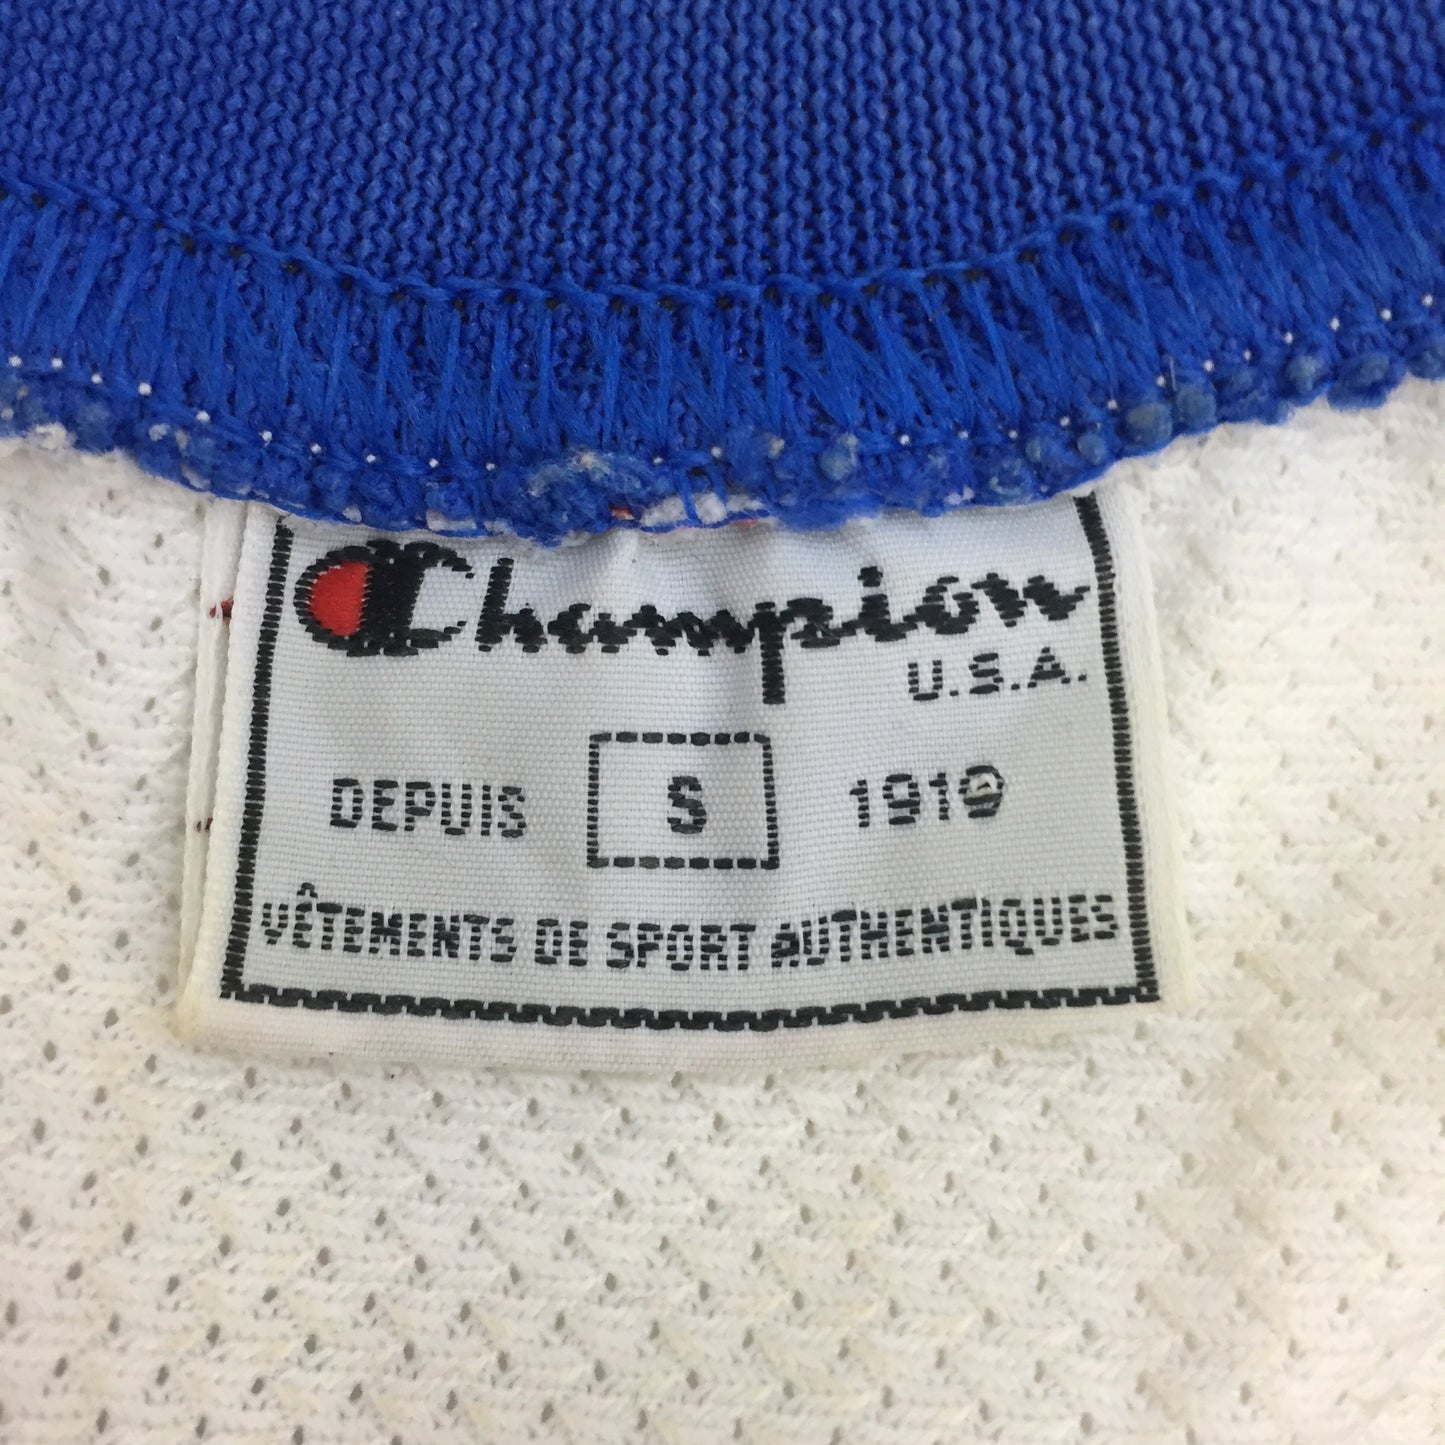 Champion
U.S.A.
DEPUIS S 1919
VÊTEMENTS DE SPORT AUTHENTIQUES